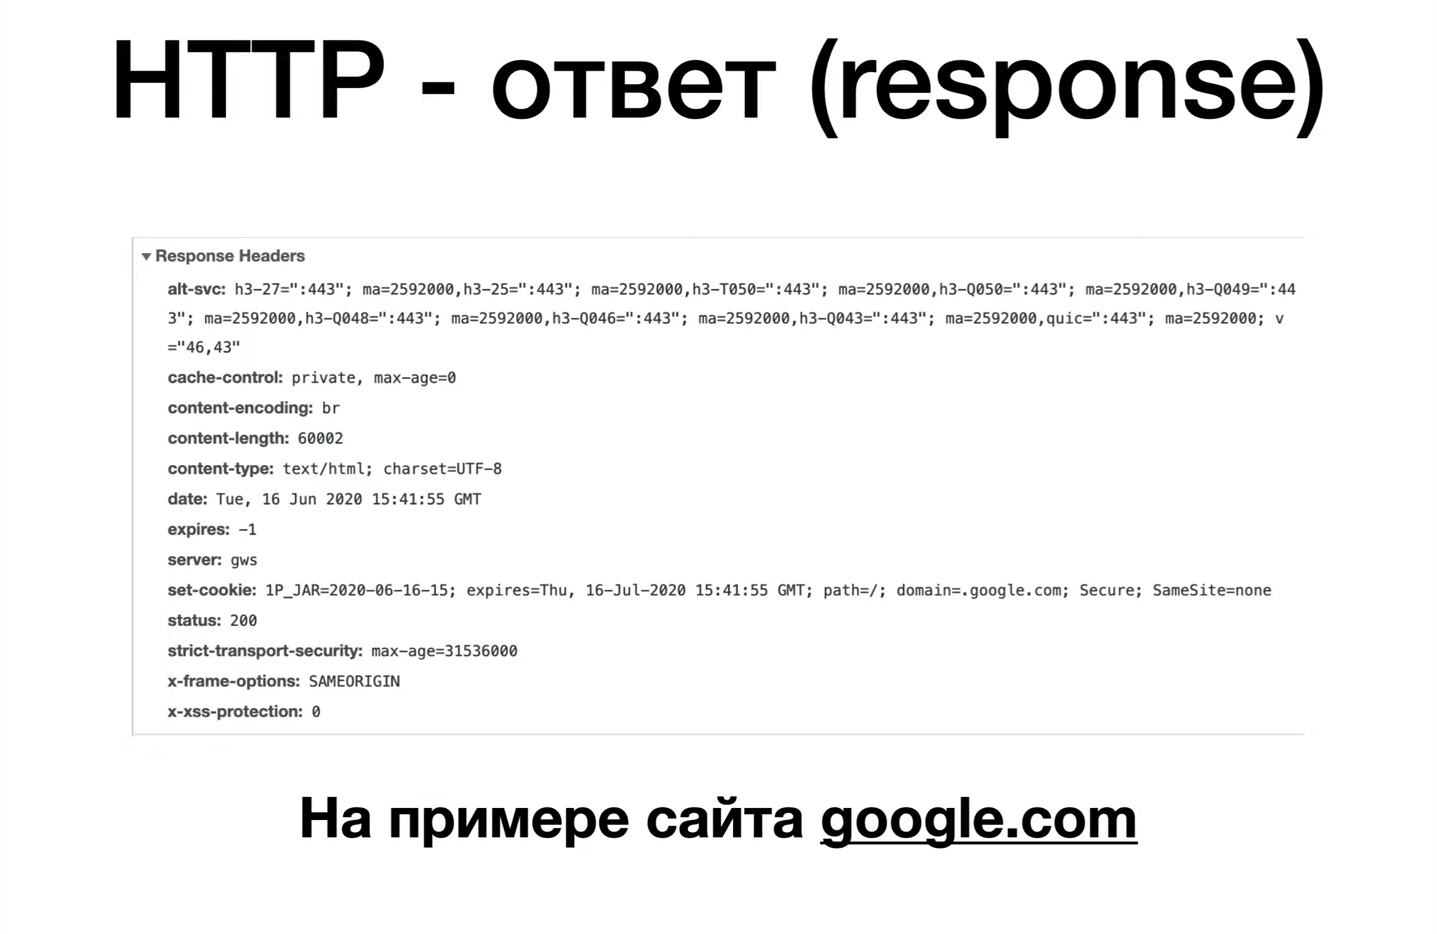 HTTP - ответ (response)
Response Headers
alt-svc: h3-27=":443"; ma=2592000,h3-25=":443"; ma=2592000,h3-T050=":443"; ma=2592000,h3-Q050=":443"; ma=2592000,h3-Q049=":44
3"; ma=2592000,h3-Q048=":443"; ma=2592000,h3-Q046=":443"; ma=2592000,h3-Q043=":443"; ma=2592000,quic=":443"; ma=2592000; v
="46,43"
cache-control: private, max-age=0
content-encoding: br
content-length: 60002
content-type: text/html; charset=UTF-8
date: Tue, 16 Jun 2020 15:41:55 GMT
expires: -1
server: gws
set-cookie: 1P_JAR=2020-06-16-15; expires=Thu, 16-Jul-2020 15:41:55 GMT; path=/; domain=.google.com; Secure; SameSite=none
status: 200
strict-transport-security: max-age=31536000
x-frame-options: SAMEORIGIN
x-xss-protection: 0
На примере сайта google.com